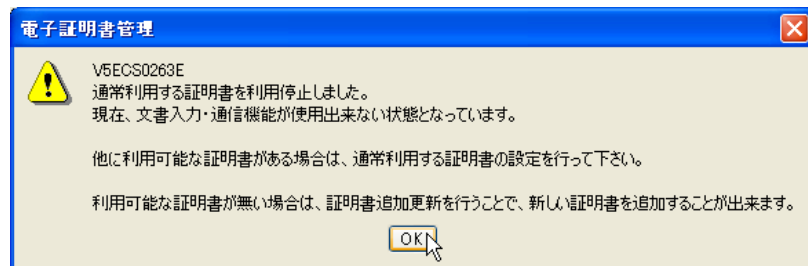 電子証明書管理
V5ECS0263E
通常利用する証明書を利用停止しました。
現在、文書入力・通信機能が使用出来ない状態となっています。
他に利用可能な証明書がある場合は、通常利用する証明書の設定を行って下さい。
利用可能な証明書が無い場合は、証明書追加更新を行うことで、新しい証明書を追加することが出来ます。
OK